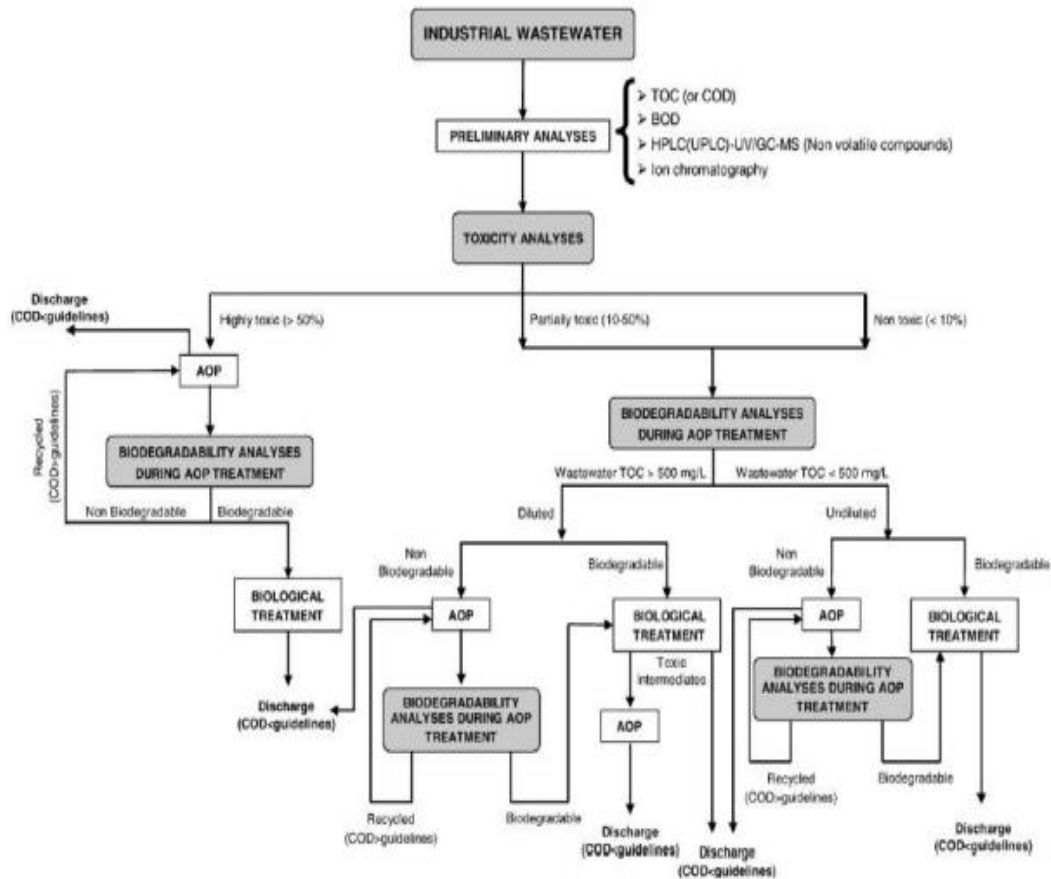 INDUSTRIAL WASTEWATER
➤ TOC (or COD)
➤ BOD
PRELIMINARY ANALYSES
➤ HPLC(UPLC)-UV/GC-MS (Non volatile compounds)
➤ Ion chromatography
TOXICITY ANALYSES
Discharge
(COD<guidelines)
Highly toxic (> 50%)
Partially toxic (10-50%)
Non toxic (< 10%)
AOP
Recycled
(COD>guidelines)
BIODEGRADABILITY ANALYSES
DURING AOP TREATMENT
BIODEGRADABILITY ANALYSES
DURING AOP TREATMENT
Wastewater TOC > 500 mg/L
Wastewater TOC < 500 mg/L
Non Biodegradable
Biodegradable
Diluted
Undiluted
Non
Biodegradable
Biodegradable
Non
Biodegradable
Biodegradable
BIOLOGICAL
TREATMENT
AOP
BIOLOGICAL
TREATMENT
AOP
BIOLOGICAL
TREATMENT
Toxic
Intermediates
BIODEGRADABILITY
ANALYSES DURING AOP
TREATMENT
BIODEGRADABILITY
ANALYSES DURING AOP
TREATMENT
Discharge
(COD<guidelines)
AOP
Recycled
(COD>guidelines)
Biodegradable
Recycled
(COD>guidelines)
Biodegradable
Discharge
(COD<guidelines)
Discharge
(COD<guidelines)
Discharge
(COD<guidelines)